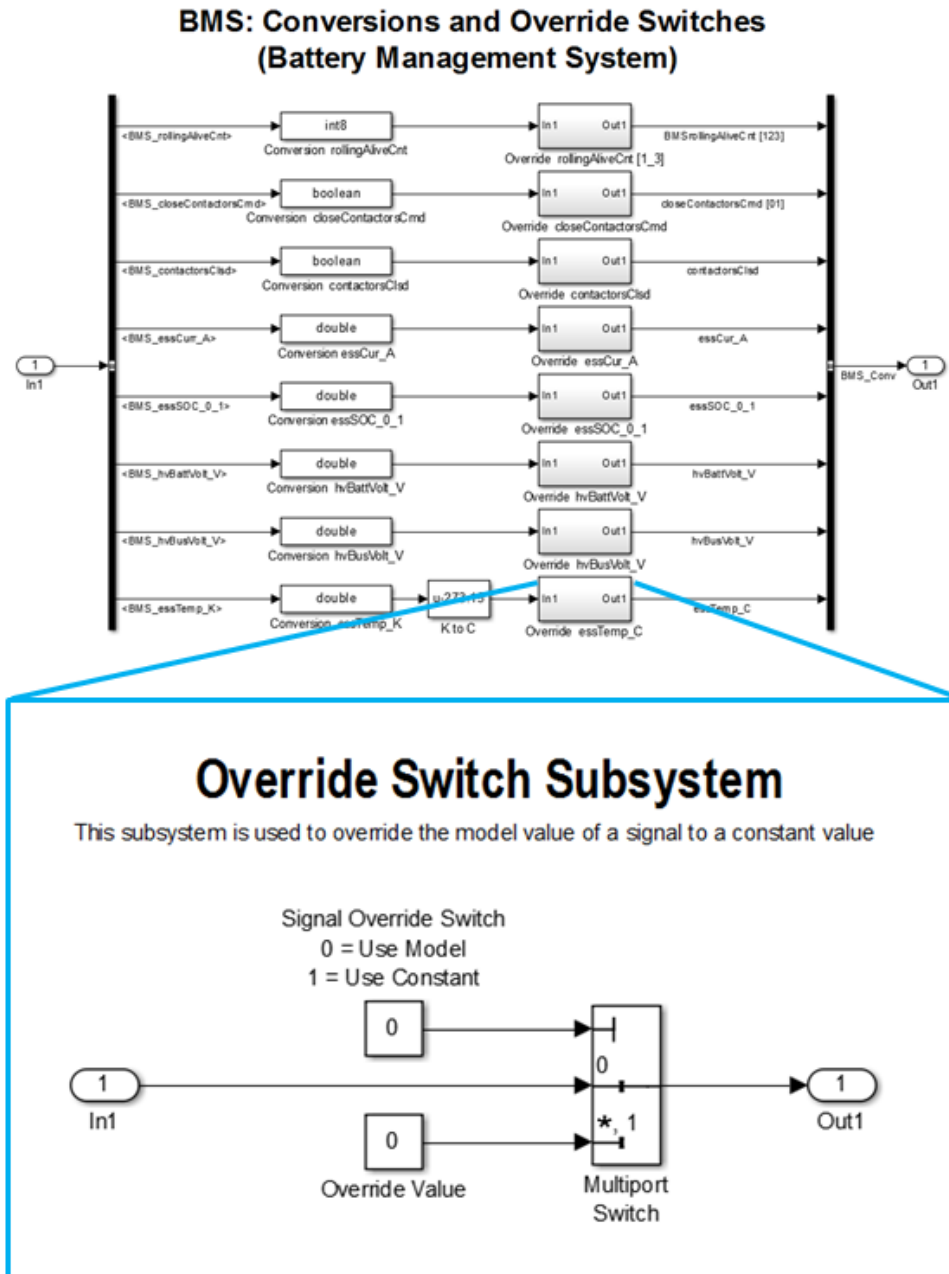 BMS: Conversions and Override Switches
(Battery Management System)
<BMS_rollingAliveCnt>
int8
Conversion rollingAliveCnt
In1 Out1
Override rollingAliveCnt [1_3]
BMSrollingAliveCnt [123]
<BMS_closeContactorsCmd>
boolean
Conversion closeContactorsCmd
In1 Out1
Override closeContactorsCmd
closeContactorsCmd [01]
<BMS_contactorsClsd>
boolean
Conversion contactorsClsd
In1 Out1
Override contactorsClsd
contactorsClsd
<BMS_essCurr_A>
double
Conversion essCur_A
In1 Out1
Override essCur_A
essCur_A
1
In1
BMS_Conv
1
Out1
<BMS_essSOC_0_1>
double
Conversion essSOC_0_1
In1 Out1
Override essSOC_0_1
essSOC_0_1
<BMS_hvBattVolt_V>
double
Conversion hvBattVolt_V
In1 Out1
Override hvBattVolt_V
hvBattVolt_V
<BMS_hvBusVolt_V>
double
Conversion hvBusVolt_V
In1 Out1
Override hvBusVolt_V
hvBusVolt_V
<BMS_essTemp_K>
double
Conversion essTemp_K
u-273.15
K to C
In1 Out1
Override essTemp_C
essTemp_C
Override Switch Subsystem
This subsystem is used to override the model value of a signal to a constant value
Signal Override Switch
0 = Use Model
1 = Use Constant
0
1
In1
0
*, 1
1
Out1
0
Override Value
Multiport
Switch